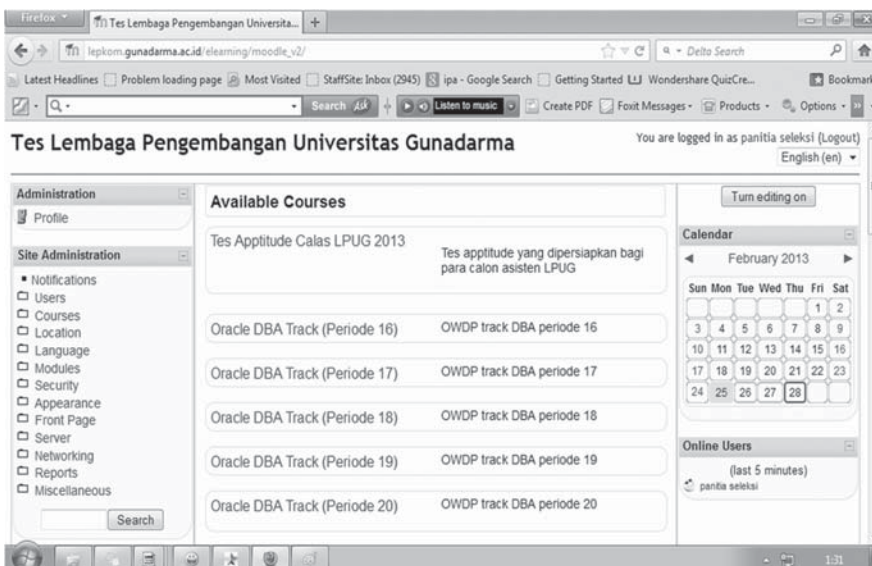 Firefox
Tes Lembaga Pengembangan Universita...
lepkom.gunadarma.ac.id/elearning/moodle_v2/
Delta Search
Latest Headlines Problem loading page Most Visited StaffSite: Inbox (2945) ipa - Google Search Getting Started Wondershare QuizCre... Bookmark
Search Listen to music Create PDF Foxit Messages Products Options
Tes Lembaga Pengembangan Universitas Gunadarma
You are logged in as panitia seleksi (Logout)
English (en)
Administration
Profile
Site Administration
Notifications
Users
Courses
Location
Language
Modules
Security
Appearance
Front Page
Server
Networking
Reports
Miscellaneous
Search
Available Courses
Tes Apptitude Calas LPUG 2013
Tes apptitude yang dipersiapkan bagi
para calon asisten LPUG
Oracle DBA Track (Periode 16) OWDP track DBA periode 16
Oracle DBA Track (Periode 17) OWDP track DBA periode 17
Oracle DBA Track (Periode 18) OWDP track DBA periode 18
Oracle DBA Track (Periode 19) OWDP track DBA periode 19
Oracle DBA Track (Periode 20) OWDP track DBA periode 20
Turn editing on
Calendar
February 2013
Sun Mon Tue Wed Thu Fri Sat
1 2
3 4 5 6 7 8 9
10 11 12 13 14 15 16
17 18 19 20 21 22 23
24 25 26 27 28
Online Users
(last 5 minutes)
panitia seleksi
1:31